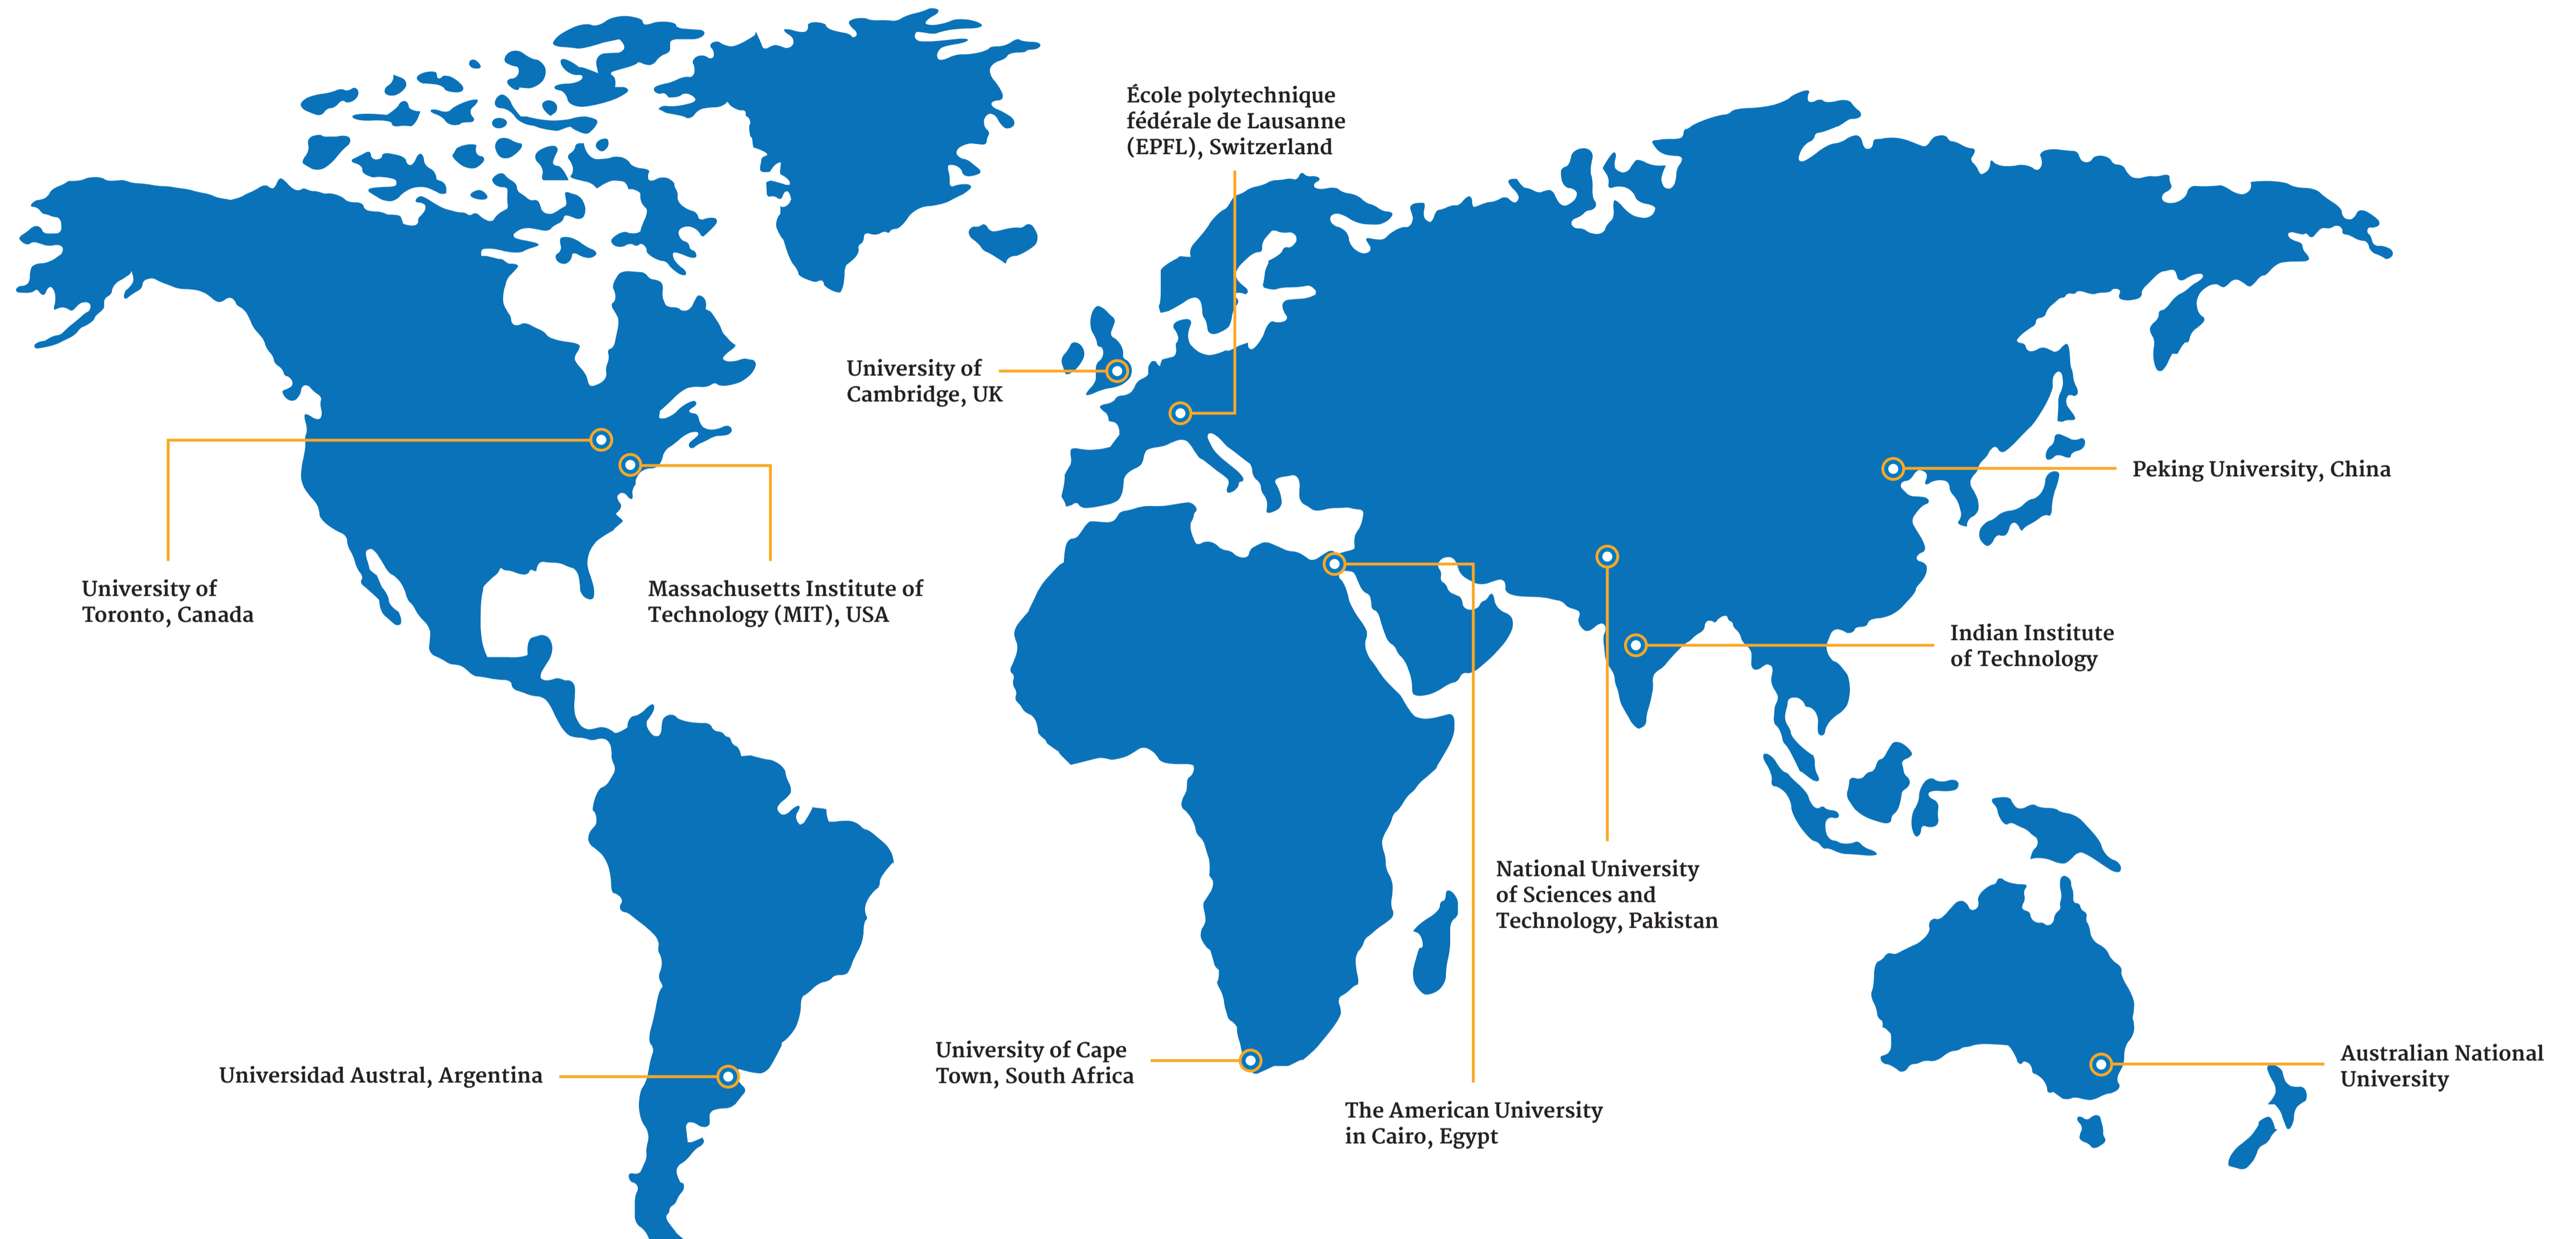 École polytechnique
fédérale de Lausanne
(EPFL), Switzerland
University of
Cambridge, UK
Peking University, China
University of
Toronto, Canada
Massachusetts Institute of
Technology (MIT), USA
Indian Institute
of Technology
National University
of Sciences and
Technology, Pakistan
Universidad Austral, Argentina
University of Cape
Town, South Africa
Australian National
University
The American University
in Cairo, Egypt